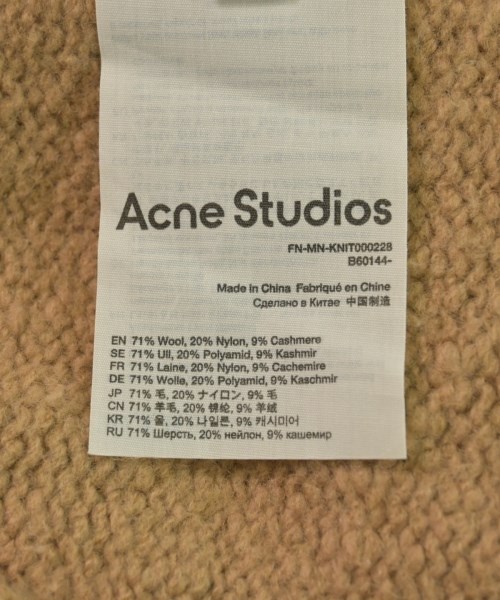 Acne Studios
FN-MN-KNIT000228
B60144-
Made in China Fabriqué en Chine
Сделано в Китае 中国制造
EN 71% Wool, 20% Nylon, 9% Cashmere
SE 71% Ull, 20% Polyamid, 9% Kashmir
FR 71% Laine, 20% Nylon, 9% Cachemire
DE 71% Wolle, 20% Polyamid, 9% Kaschmir
JP 71% 毛, 20% ナイロン, 9% 毛
CN 71% 羊毛, 20% 锦纶, 9% 羊绒
KR 71% 울, 20% 나일론, 9% 캐시미어
RU 71% Шерсть, 20% нейлон, 9% кашемир